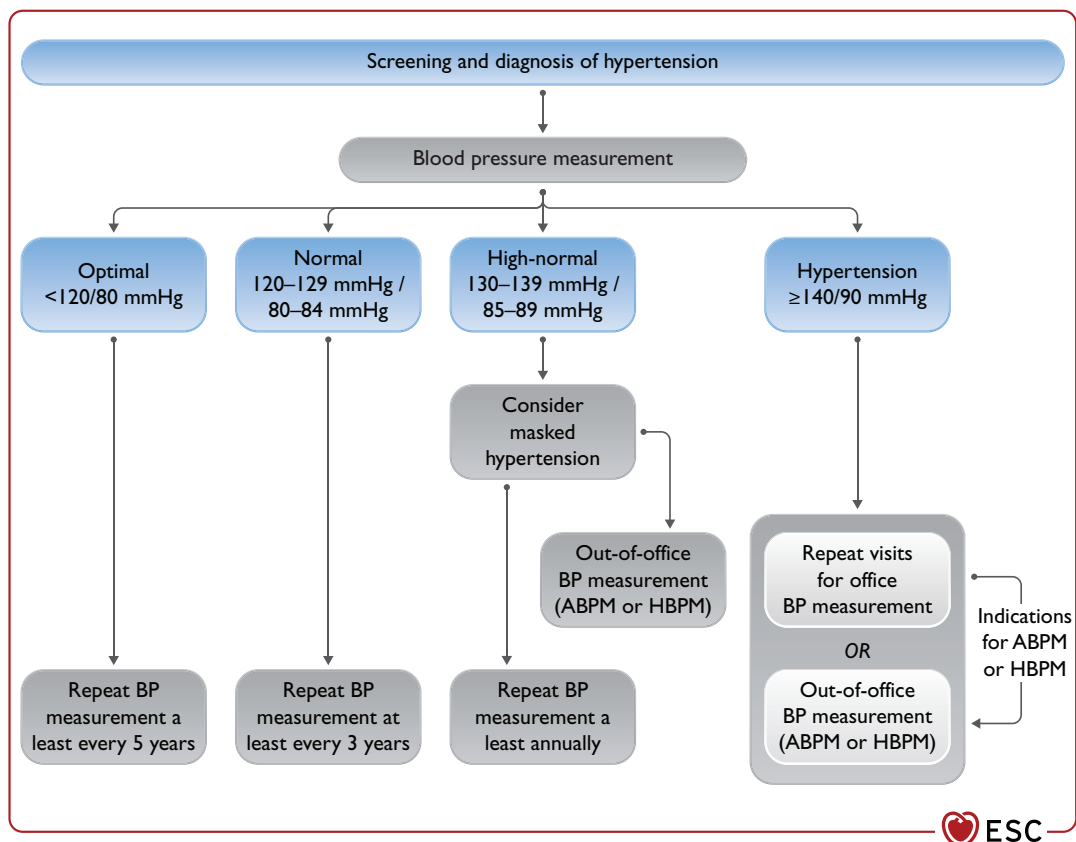 Screening and diagnosis of hypertension
Blood pressure measurement
Optimal
<120/80 mmHg
Normal
120–129 mmHg /
80–84 mmHg
High-normal
130–139 mmHg /
85–89 mmHg
Hypertension
≥140/90 mmHg
Consider
masked
hypertension
Out-of-office
BP measurement
(ABPM or HBPM)
Repeat visits
for office
BP measurement
Indications
for ABPM
or HBPM
OR
Out-of-office
BP measurement
(ABPM or HBPM)
Repeat BP
measurement a
least every 5 years
Repeat BP
measurement at
least every 3 years
Repeat BP
measurement a
least annually
ESC